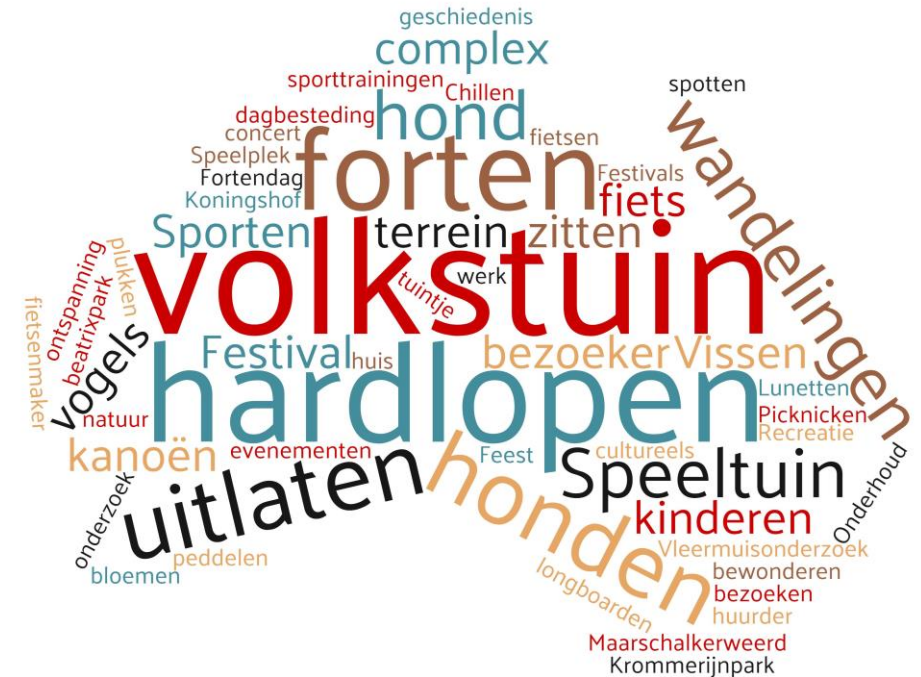 geschiedenis
complex
sporttrainingen
Chillen
spotten
dagbesteding
hond
concert
fietsen
Speelplek
forten
wandelingen
Fortendag
Festivals
Koningshof
fiets
Sporten
terrein
zitten
volkstuin
werk
tuintje
plukken
ontspanning
beatrixpark
fietsenmaker
vogels
Festival
huis
bezoeker
Vissen
hardlopen
Lunetten
natuur
Picknicken
Recreatie
kanoën
evenementen
Feest
cultureels
Speeltuin
Onderhoud
uitlaten
honden
onderzoek
kinderen
peddelen
Vleermuisonderzoek
bloemen
longboarden
bewonderen
bezoeken
huurder
Maarschalkerweerd
Krommerijnpark